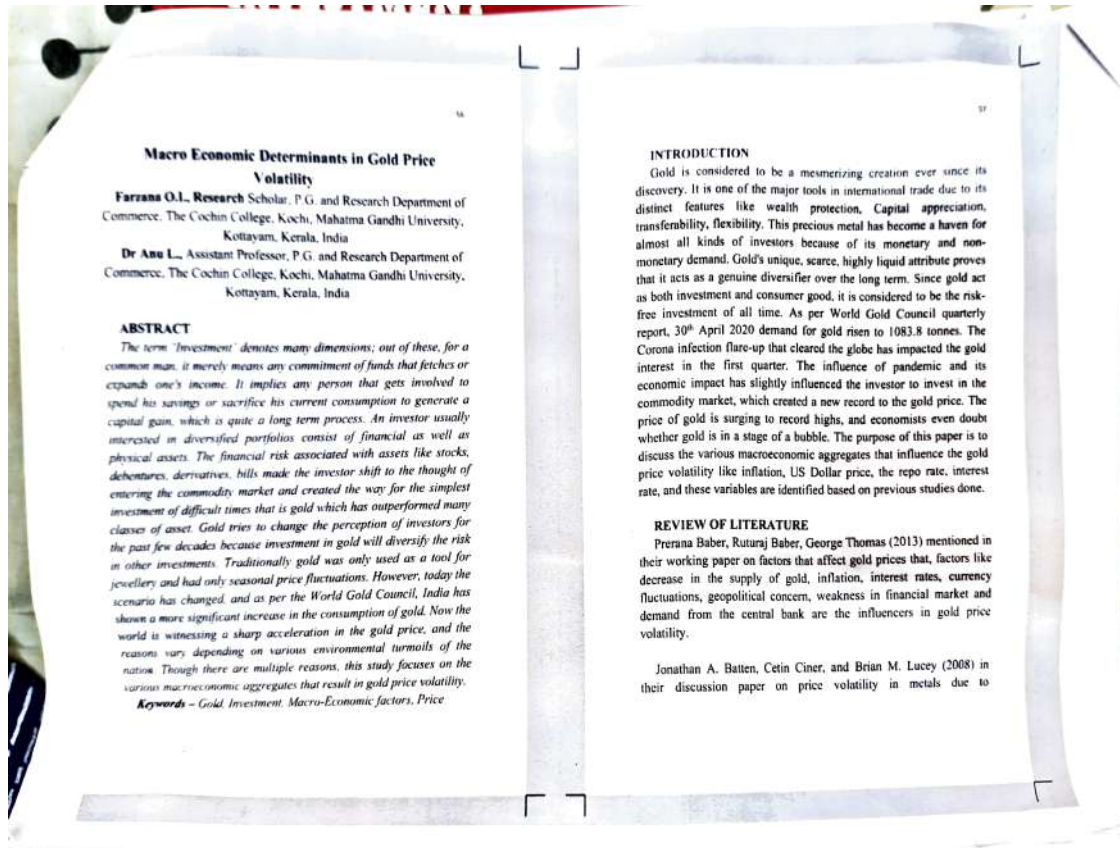 56
Macro Economic Determinants in Gold Price
Volatility
Farzana O.I., Research Scholar, P.G. and Research Department of
Commerce, The Cochin College, Kochi, Mahatma Gandhi University,
Kottayam, Kerala, India
Dr Anu L., Assistant Professor, P.G. and Research Department of
Commerce, The Cochin College, Kochi, Mahatma Gandhi University,
Kottayam, Kerala, India
ABSTRACT
The term 'Investment' denotes many dimensions; out of these, for a
common man, it merely means any commitment of funds that fetches or
expands one's income. It implies any person that gets involved to
spend his savings or sacrifice his current consumption to generate a
capital gain, which is quite a long term process. An investor usually
interested in diversified portfolios consist of financial as well as
physical assets. The financial risk associated with assets like stocks,
debentures, derivatives, bills made the investor shift to the thought of
entering the commodity market and created the way for the simplest
investment of difficult times that is gold which has outperformed many
classes of asset. Gold tries to change the perception of investors for
the past few decades because investment in gold will diversify the risk
in other investments. Traditionally gold was only used as a tool for
jewellery and had only seasonal price fluctuations. However, today the
scenario has changed, and as per the World Gold Council, India has
shown a more significant increase in the consumption of gold. Now the
world is witnessing a sharp acceleration in the gold price, and the
reasons vary depending on various environmental turmoils of the
nation. Though there are multiple reasons, this study focuses on the
various macroeconomic aggregates that result in gold price volatility.
Keywords – Gold, Investment, Macro-Economic factors, Price
57
INTRODUCTION
Gold is considered to be a mesmerizing creation ever since its
discovery. It is one of the major tools in international trade due to its
distinct features like wealth protection, Capital appreciation,
transferability, flexibility. This precious metal has become a haven for
almost all kinds of investors because of its monetary and non-
monetary demand. Gold's unique, scarce, highly liquid attribute proves
that it acts as a genuine diversifier over the long term. Since gold act
as both investment and consumer good, it is considered to be the risk-
free investment of all time. As per World Gold Council quarterly
report, 30th April 2020 demand for gold risen to 1083.8 tonnes. The
Corona infection flare-up that cleared the globe has impacted the gold
interest in the first quarter. The influence of pandemic and its
economic impact has slightly influenced the investor to invest in the
commodity market, which created a new record to the gold price. The
price of gold is surging to record highs, and economists even doubt
whether gold is in a stage of a bubble. The purpose of this paper is to
discuss the various macroeconomic aggregates that influence the gold
price volatility like inflation, US Dollar price, the repo rate, interest
rate, and these variables are identified based on previous studies done.
REVIEW OF LITERATURE
Prerana Baber, Ruturaj Baber, George Thomas (2013) mentioned in
their working paper on factors that affect gold prices that, factors like
decrease in the supply of gold, inflation, interest rates, currency
fluctuations, geopolitical concern, weakness in financial market and
demand from the central bank are the influencers in gold price
volatility.
Jonathan A. Batten, Cetin Ciner, and Brian M. Lucey (2008) in
their discussion paper on price volatility in metals due to